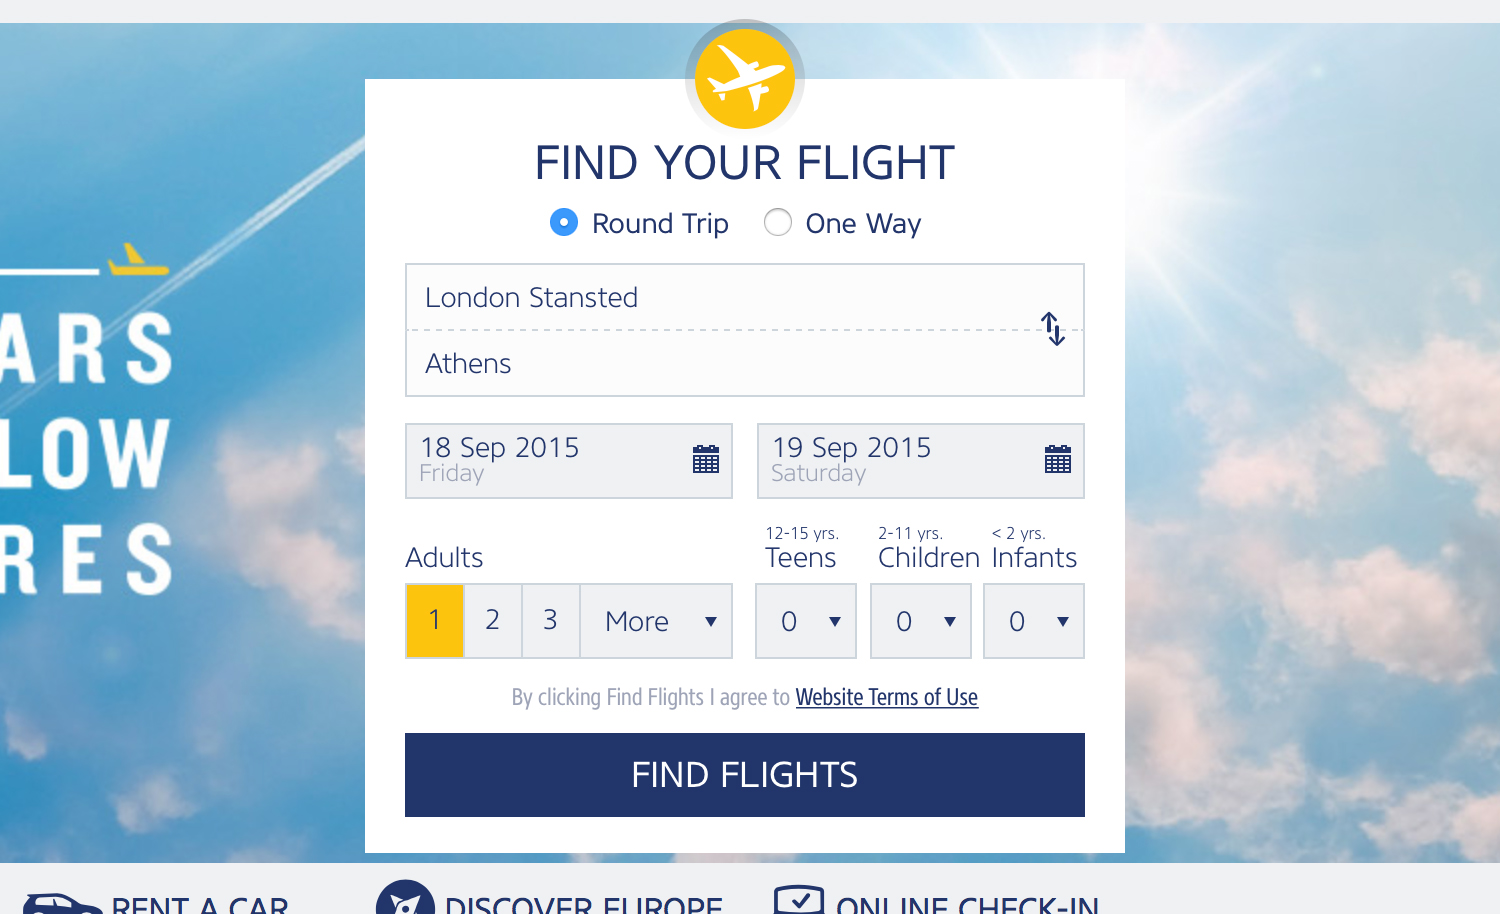 FIND YOUR FLIGHT
Round Trip One Way
ARS
LOW
RES
London Stansted
Athens
18 Sep 2015 19 Sep 2015
Friday Saturday
12-15 yrs. 2-11 yrs. < 2 yrs.
Adults Teens Children Infants
1 2 3 More 0 0 0
By clicking Find Flights I agree to Website Terms of Use
FIND FLIGHTS
RENT A CAR DISCOVER EUROPE ONLINE CHECK-IN